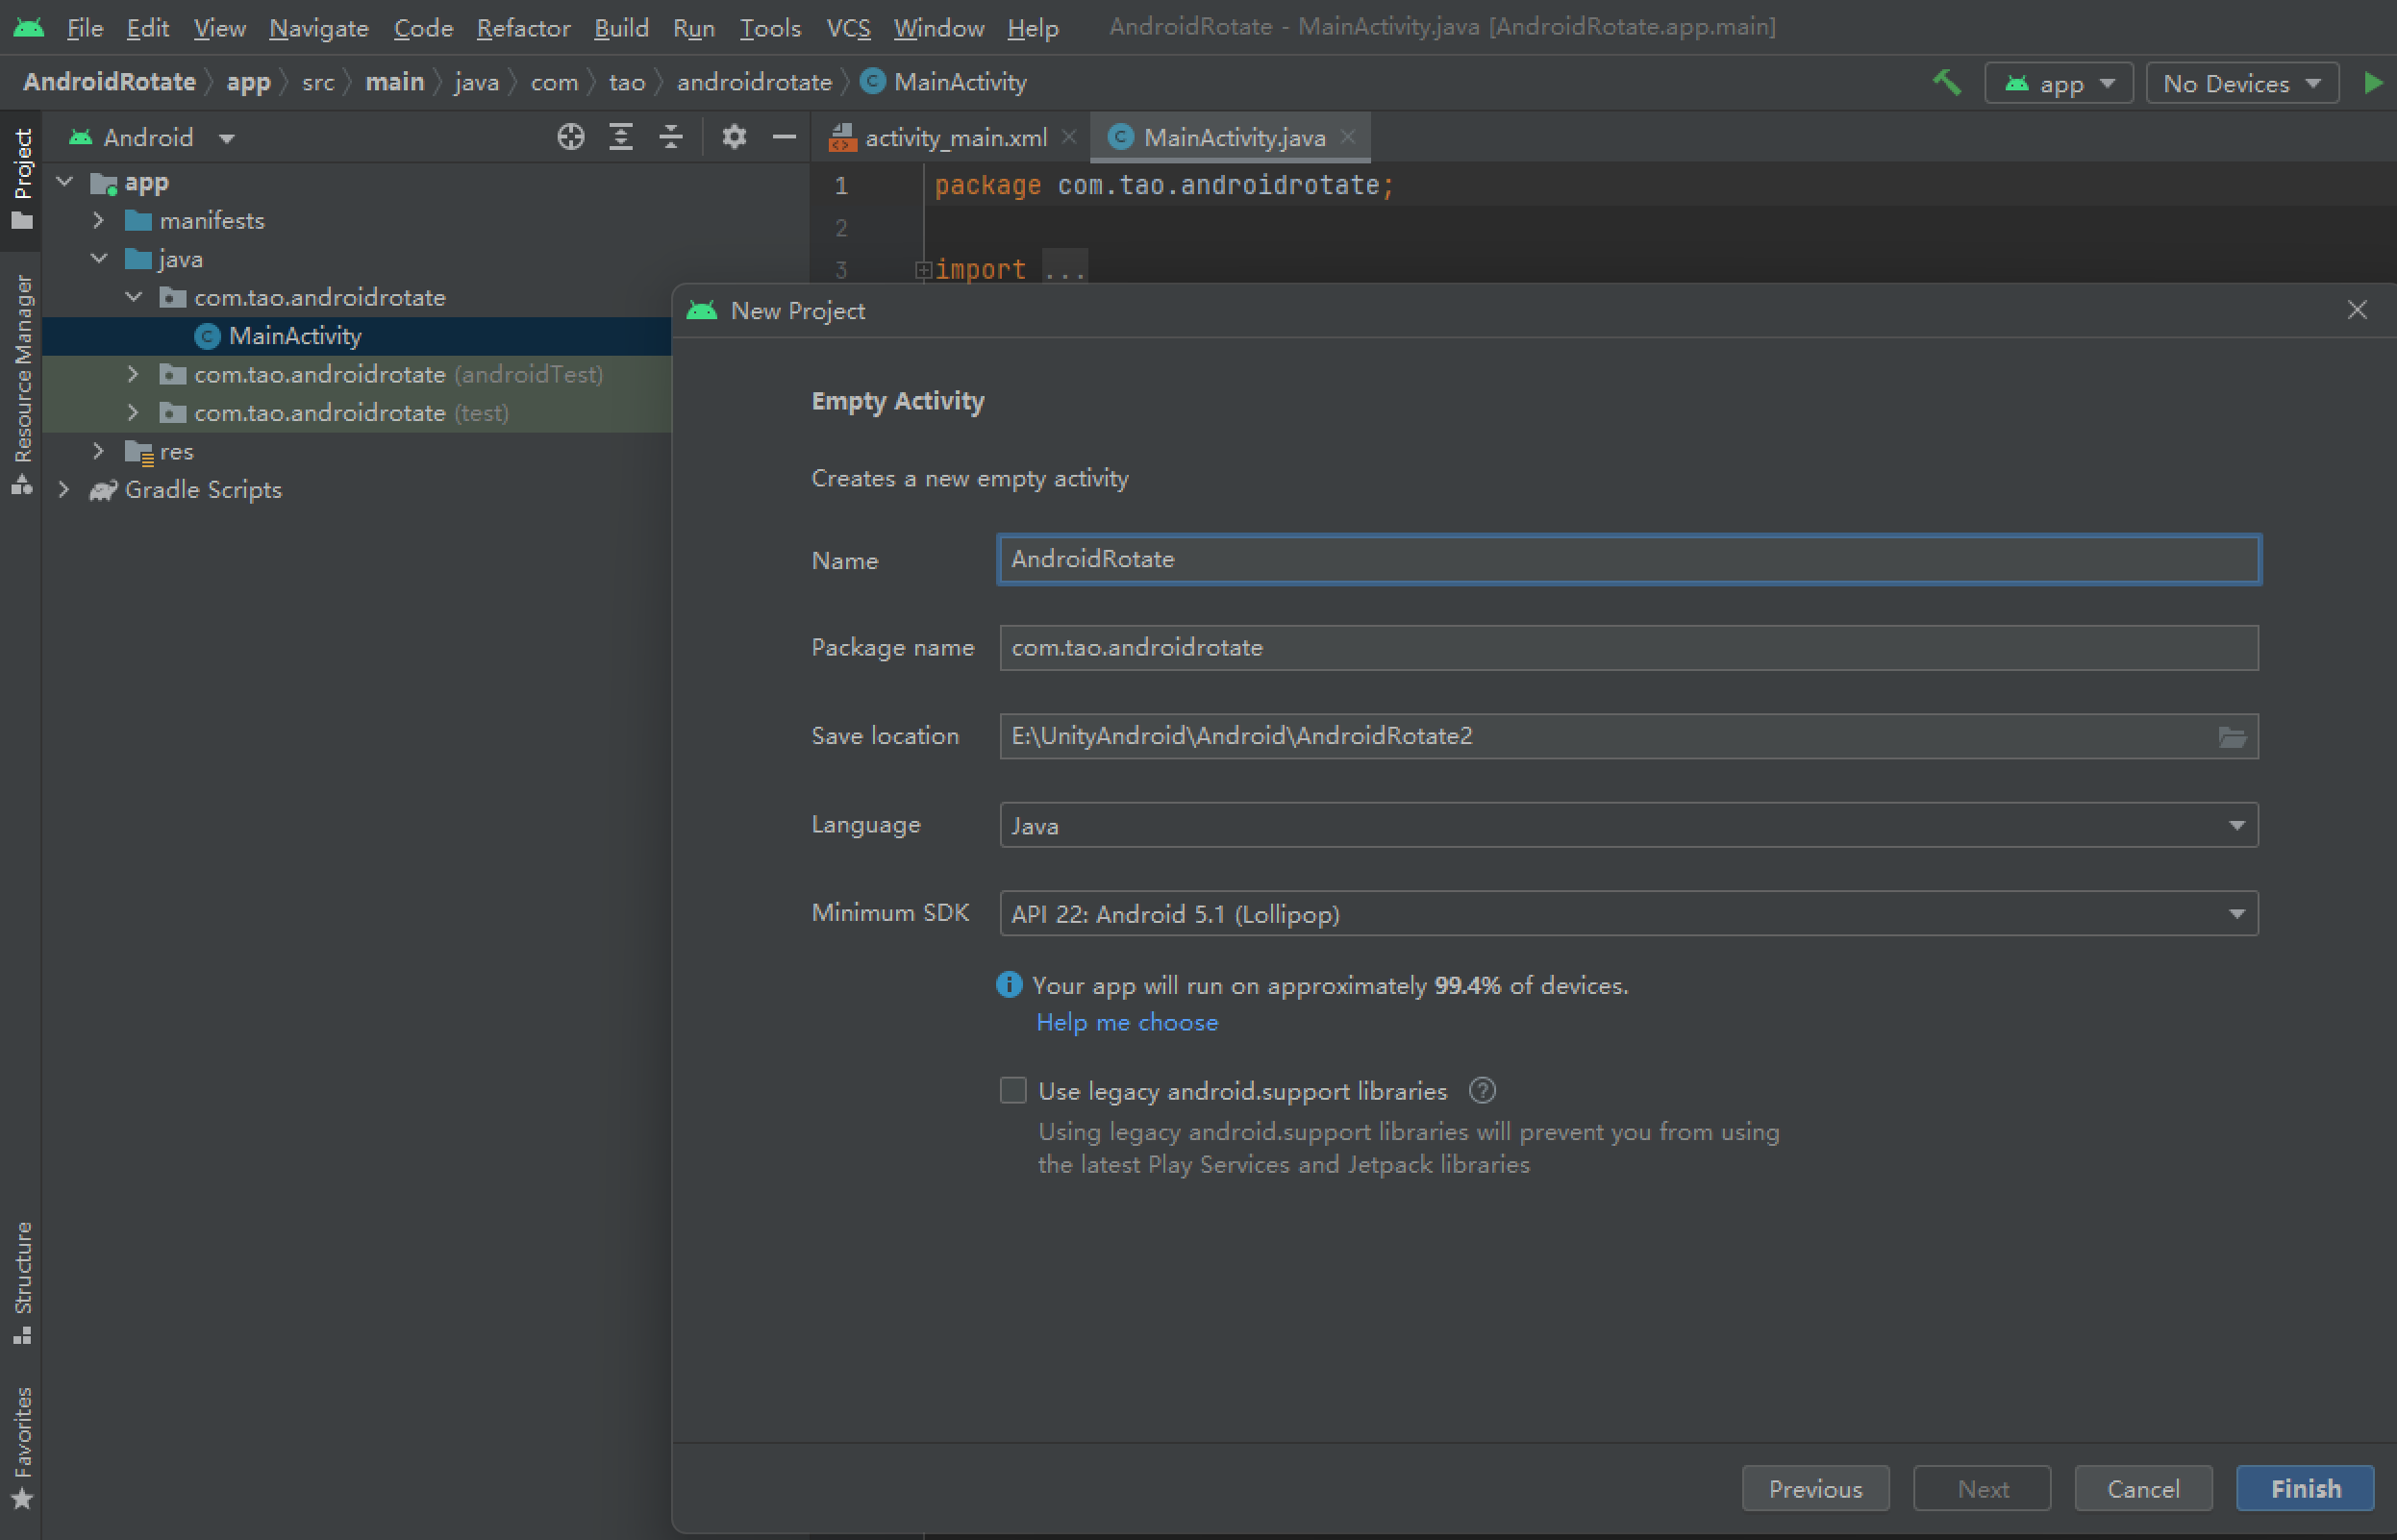 File Edit View Navigate Code Refactor Build Run Tools VCS Window Help AndroidRotate - MainActivity.java [AndroidRotate.app.main]
AndroidRotate app src main java com tao androidrotate MainActivity app No Devices
Android
activity_main.xml MainActivity.java
Project
Resource Manager
Structure
Favorites
app
manifests
java
com.tao.androidrotate
MainActivity
com.tao.androidrotate (androidTest)
com.tao.androidrotate (test)
res
Gradle Scripts
1 package com.tao.androidrotate;
2
3 import ...
New Project
Empty Activity
Creates a new empty activity
Name AndroidRotate
Package name com.tao.androidrotate
Save location E:\UnityAndroid\Android\AndroidRotate2
Language Java
Minimum SDK API 22: Android 5.1 (Lollipop)
Your app will run on approximately 99.4% of devices.
Help me choose
Use legacy android.support libraries
Using legacy android.support libraries will prevent you from using
the latest Play Services and Jetpack libraries
Previous Next Cancel Finish